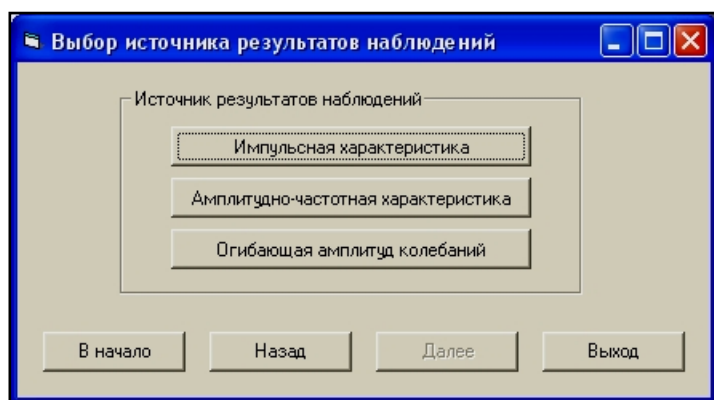 Выбор источника результатов наблюдений
Источник результатов наблюдений
Импульсная характеристика
Амплитудно-частотная характеристика
Огибающая амплитуд колебаний
В начало Назад Далее Выход